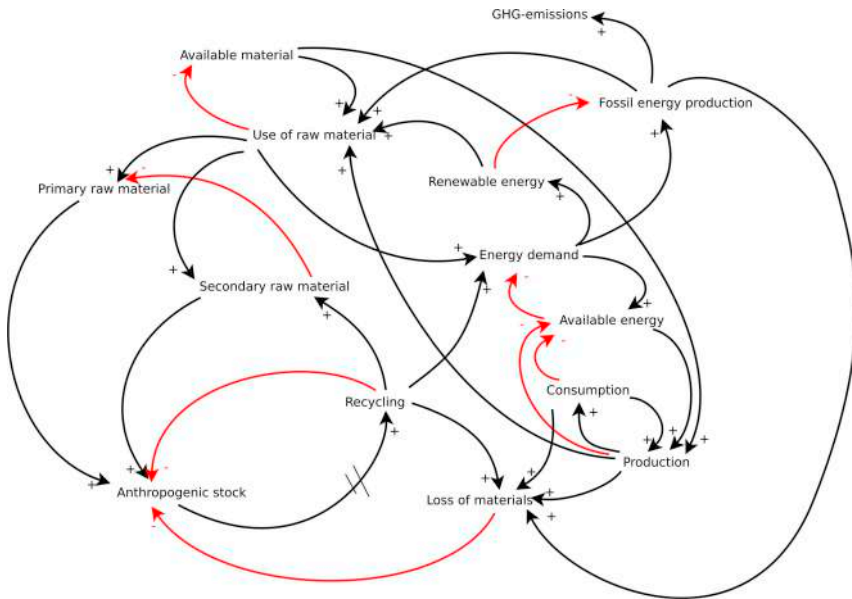 GHG-emissions
+
Available material
-
+
+
-
Fossil energy production
Use of raw material
+
+
+
+
-
Primary raw material
Renewable energy
+
+
Energy demand
+
Secondary raw material
+
+
-
+
Available energy
-
-
Consumption
Recycling
+
+
+
+
+
Production
+
+
-
+
+
+
Anthropogenic stock
Loss of materials
+
-